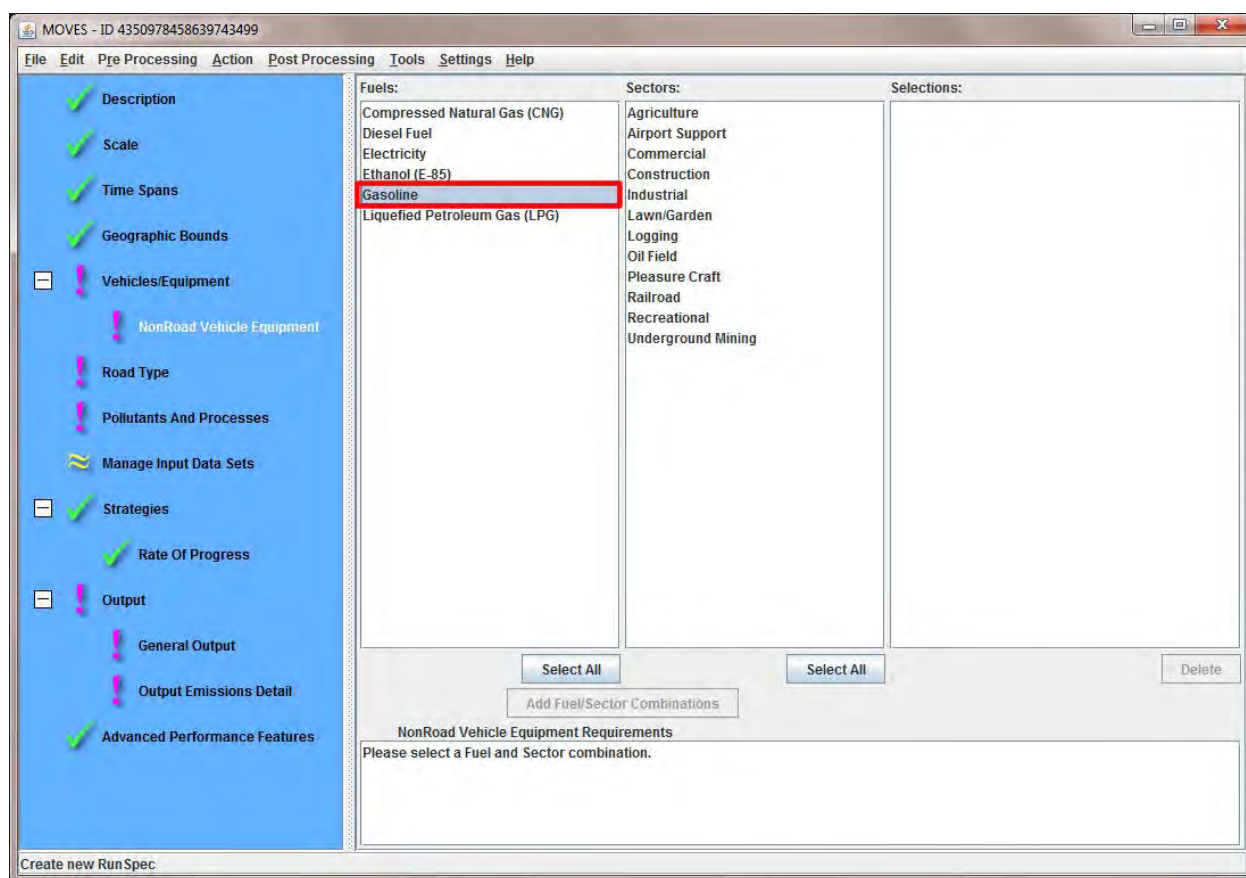 MOVES - ID 4350978458639743499
File Edit Pre Processing Action Post Processing Tools Settings Help
Description
Scale
Time Spans
Geographic Bounds
Vehicles/Equipment
NonRoad Vehicle Equipment
Road Type
Pollutants And Processes
Manage Input Data Sets
Strategies
Rate Of Progress
Output
General Output
Output Emissions Detail
Advanced Performance Features
Fuels:
Compressed Natural Gas (CNG)
Diesel Fuel
Electricity
Ethanol (E-85)
Gasoline
Liquefied Petroleum Gas (LPG)
Select All
Sectors:
Agriculture
Airport Support
Commercial
Construction
Industrial
Lawn/Garden
Logging
Oil Field
Pleasure Craft
Railroad
Recreational
Underground Mining
Select All
Selections:
Delete
Add Fuel/Sector Combinations
NonRoad Vehicle Equipment Requirements
Please select a Fuel and Sector combination.
Create new RunSpec